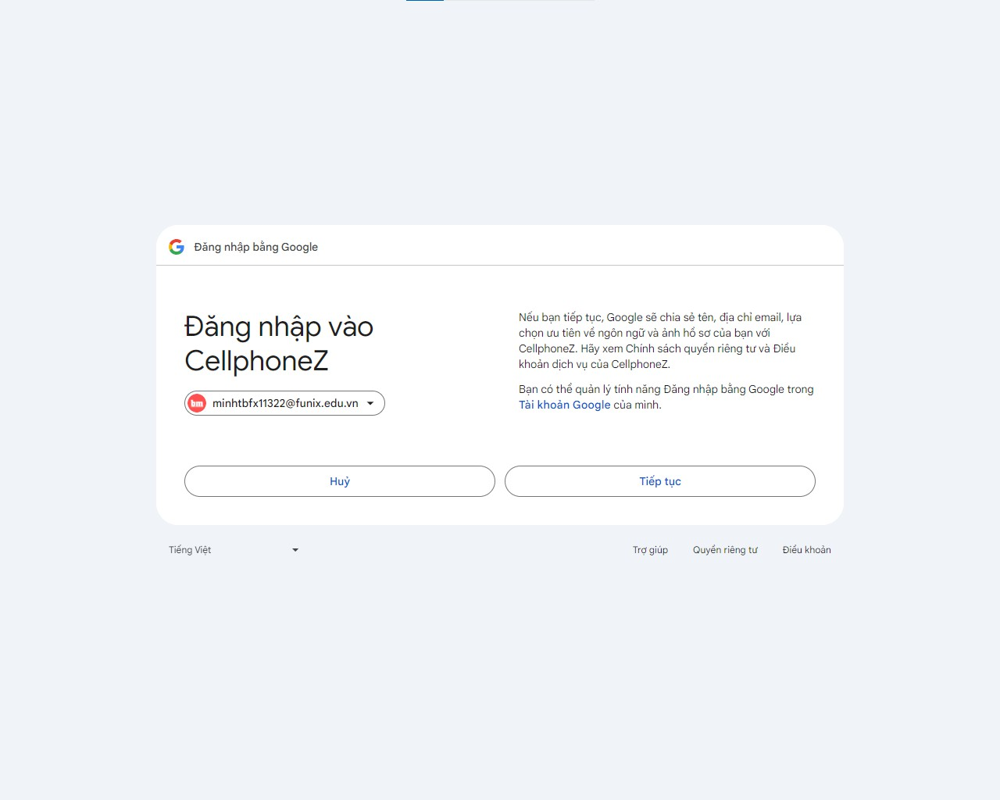 Đăng nhập bằng Google
Đăng nhập vào
CellphoneZ
bm
minhtbfx11322@funix.edu.vn
Nếu bạn tiếp tục, Google sẽ chia sẻ tên, địa chỉ email, lựa
chọn ưu tiên về ngôn ngữ và ảnh hồ sơ của bạn với
CellphoneZ. Hãy xem Chính sách quyền riêng tư và Điều
khoản dịch vụ của CellphoneZ.
Bạn có thể quản lý tính năng Đăng nhập bằng Google trong
Tài khoản Google của mình.
Huỷ
Tiếp tục
Tiếng Việt
Trợ giúp
Quyền riêng tư
Điều khoản